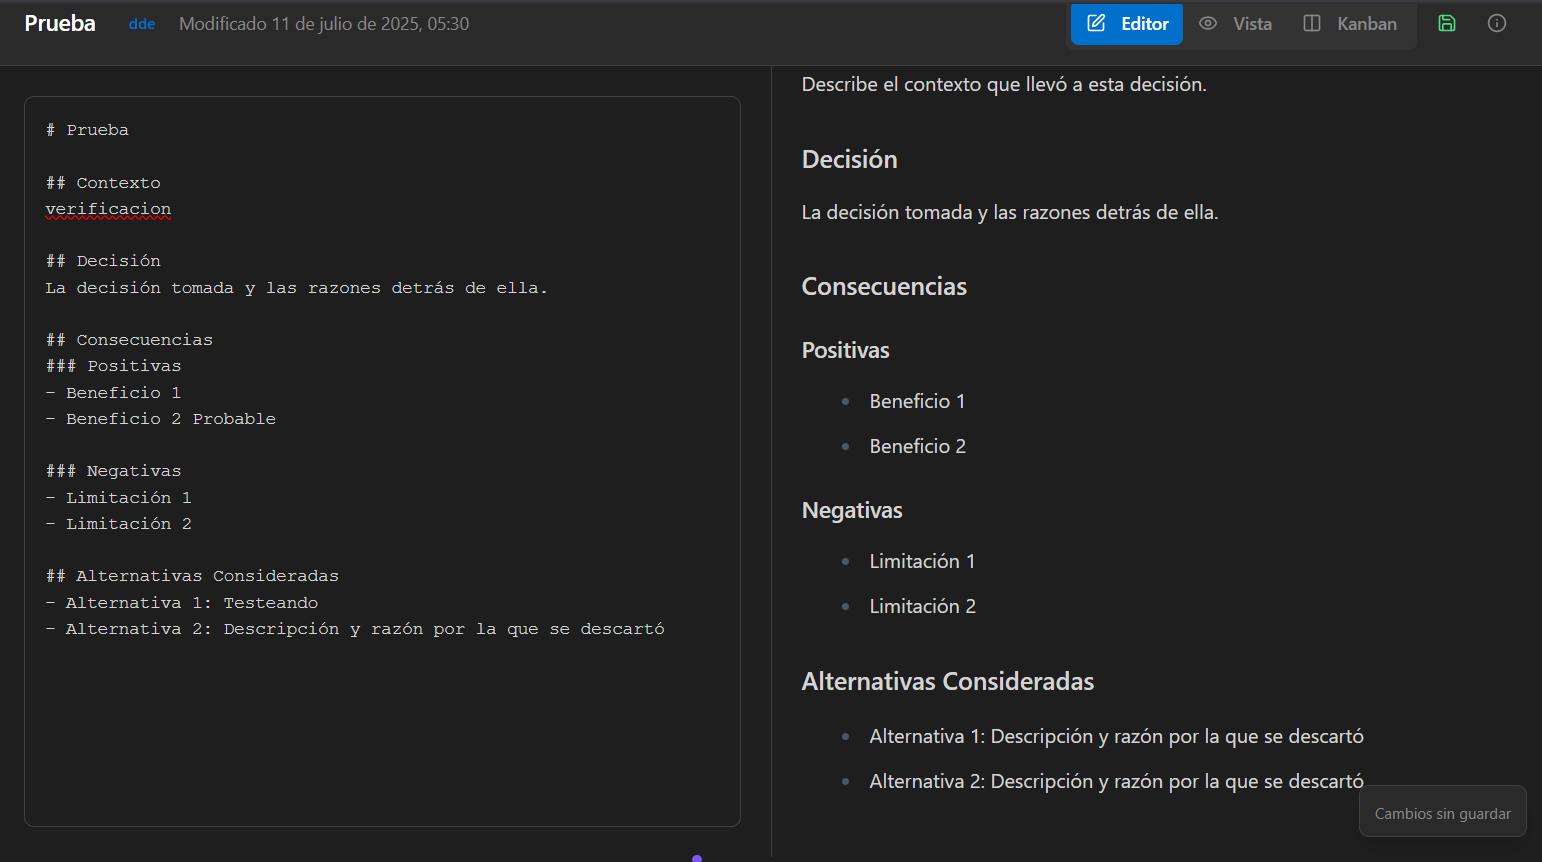 Prueba dde Modificado 11 de julio de 2025, 05:30 Editor Vista Kanban
# Prueba
## Contexto
verificacion
## Decisión
La decisión tomada y las razones detrás de ella.
## Consecuencias
### Positivas
- Beneficio 1
- Beneficio 2 Probable
### Negativas
- Limitación 1
- Limitación 2
## Alternativas Consideradas
- Alternativa 1: Testeando
- Alternativa 2: Descripción y razón por la que se descartó
Describe el contexto que llevó a esta decisión.
Decisión
La decisión tomada y las razones detrás de ella.
Consecuencias
Positivas
Beneficio 1
Beneficio 2
Negativas
Limitación 1
Limitación 2
Alternativas Consideradas
Alternativa 1: Descripción y razón por la que se descartó
Alternativa 2: Descripción y razón por la que se descartó
Cambios sin guardar